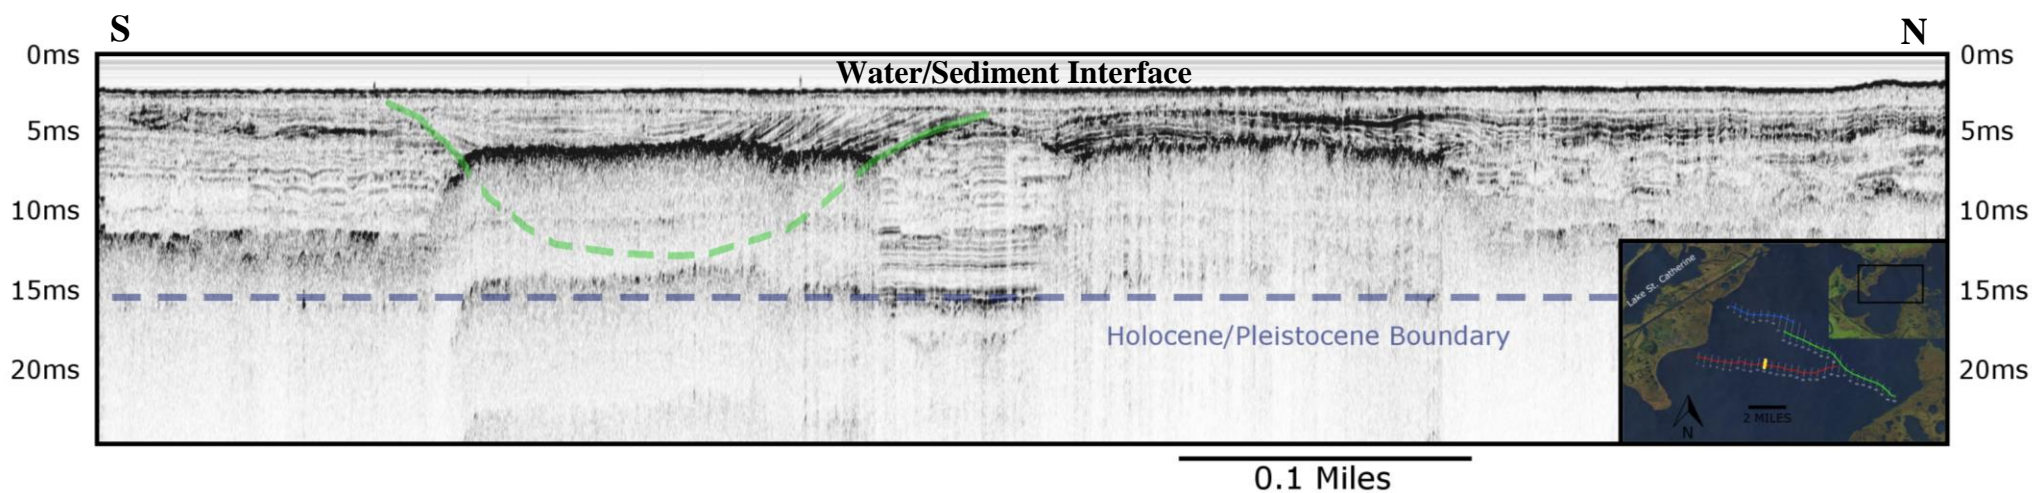 S
N
0ms
0ms
Water/Sediment Interface
5ms
5ms
10ms
10ms
15ms
15ms
Holocene/Pleistocene Boundary
20ms
20ms
Lake St. Catherine
2 MILES
N
0.1 Miles